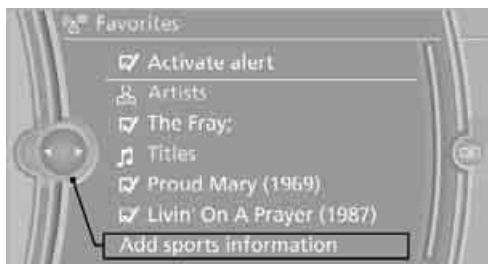 Favorites
Activate alert
Artists
The Fray;
Titles
Proud Mary (1969)
Livin' On A Prayer (1987)
Add sports information